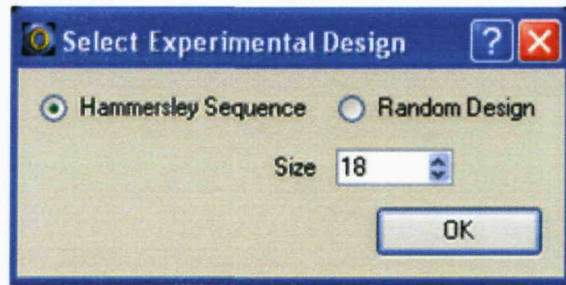 Select Experimental Design ?
Hammersley Sequence Random Design
Size 18
OK